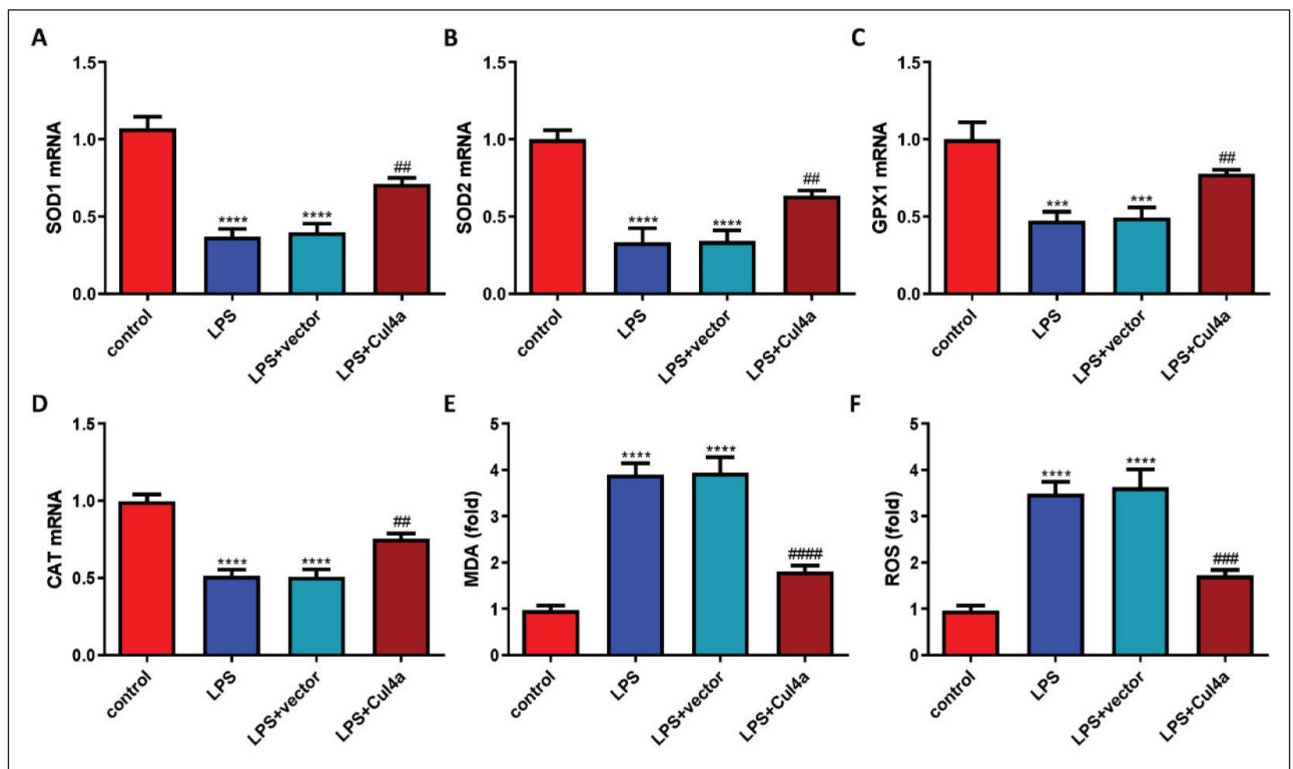 A
SOD1 mRNA
1.5
1.0
0.5
0.0
****
****
##
control
LPS
LPS+vector
LPS+Cul4a
B
SOD2 mRNA
1.5
1.0
0.5
0.0
****
****
##
control
LPS
LPS+vector
LPS+Cul4a
C
GPX1 mRNA
1.5
1.0
0.5
0.0
***
***
##
control
LPS
LPS+vector
LPS+Cul4a
D
CAT mRNA
1.5
1.0
0.5
0.0
****
****
##
control
LPS
LPS+vector
LPS+Cul4a
E
MDA (fold)
5
4
3
2
1
0
****
****
####
control
LPS
LPS+vector
LPS+Cul4a
F
ROS (fold)
5
4
3
2
1
0
****
****
###
control
LPS
LPS+vector
LPS+Cul4a